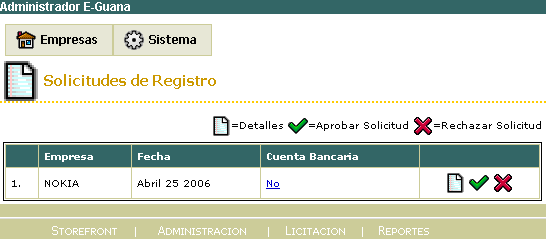 Administrador E-Guana
Empresas Sistema
Solicitudes de Registro
=Detalles =Aprobar Solicitud =Rechazar Solicitud
Empresa Fecha Cuenta Bancaria
1. NOKIA Abril 25 2006 No
STOREFRONT | ADMINISTRACION | LICITACION | REPORTES